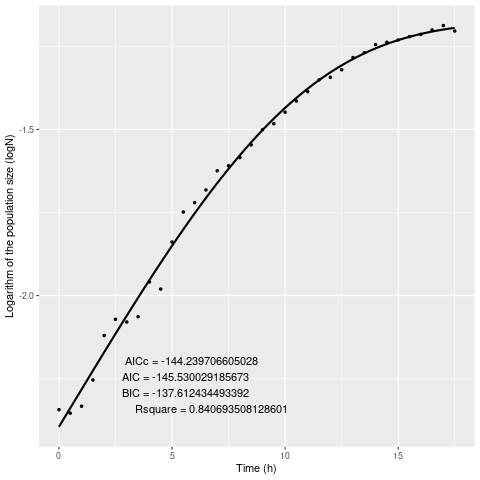 Logarithm of the population size (logN)
-1.5
-2.0
AICc = -144.239706605028
AIC = -145.530029185673
BIC = -137.612434493392
Rsquare = 0.840693508128601
0 5 10 15
Time (h)